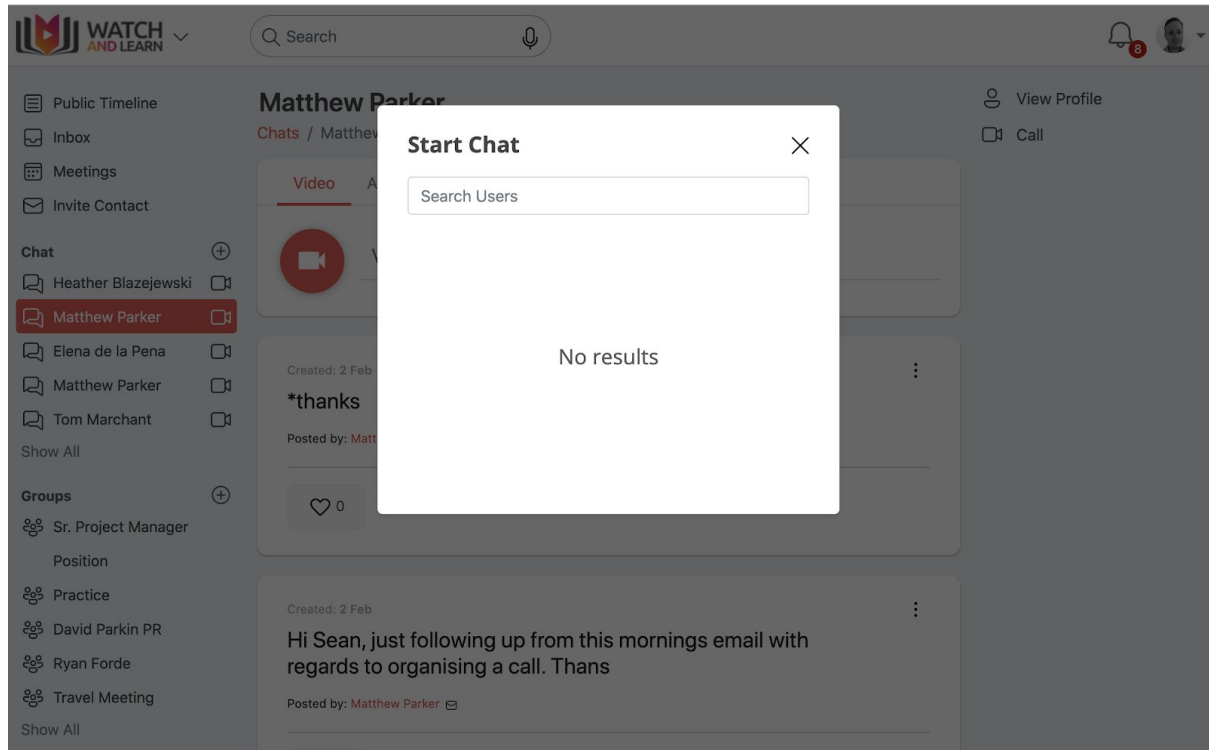 WATCH
AND LEARN
Search
8
Public Timeline
Inbox
Meetings
Invite Contact
Chat
Heather Blazejewski
Matthew Parker
Elena de la Pena
Matthew Parker
Tom Marchant
Show All
Groups
Sr. Project Manager
Position
Practice
David Parkin PR
Ryan Forde
Travel Meeting
Show All
Matthew Parker
Chats / Matthew
Video A
Start Chat
Search Users
No results
Created: 2 Feb
*thanks
Posted by: Matt
0
Created: 2 Feb
Hi Sean, just following up from this mornings email with
regards to organising a call. Thans
Posted by: Matthew Parker
View Profile
Call